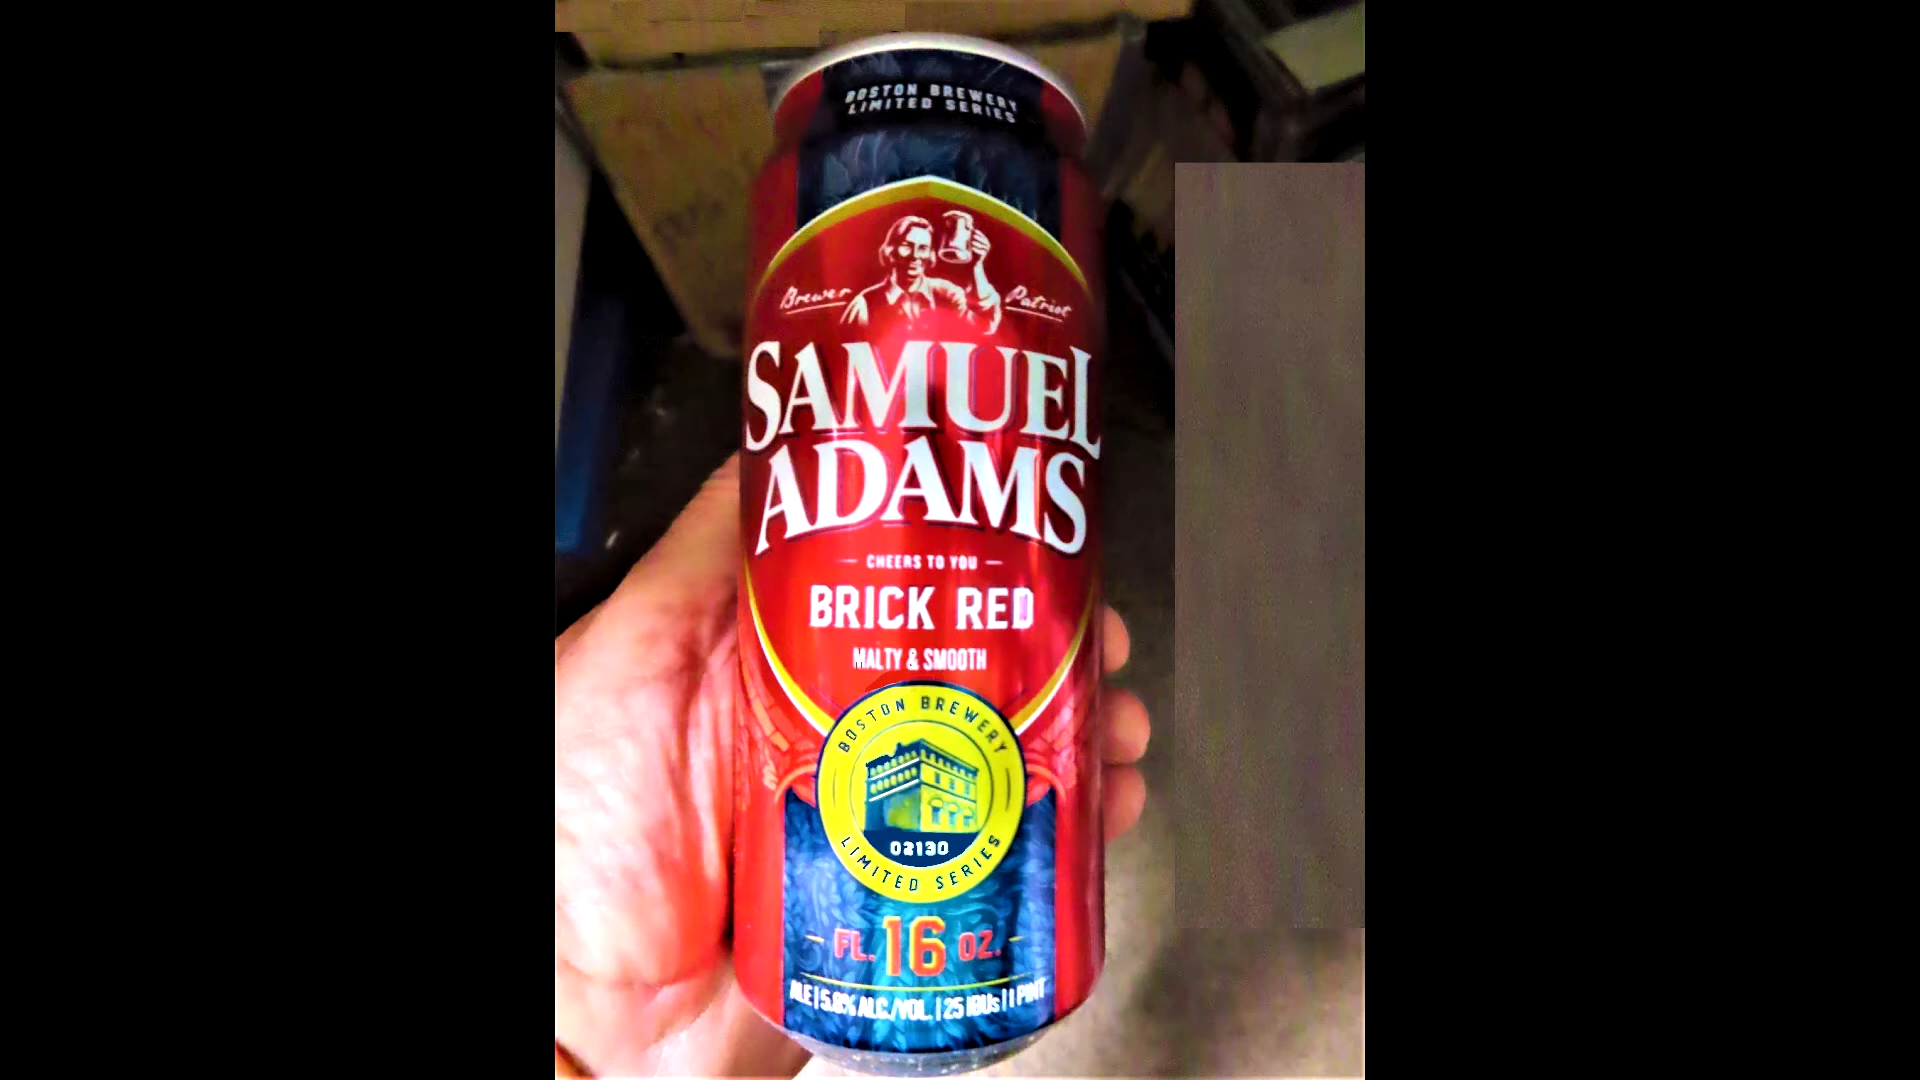 BOSTON BREWERY
LIMITED SERIES
Brewer Patriot
SAMUEL
ADAMS
CHEERS TO YOU
BRICK RED
MALTY & SMOOTH
BOSTON BREWERY
02130
LIMITED SERIES
FL. 16 OZ.
ALE | 5.8% ALC./VOL. | 25 IBUs | 1 PINT